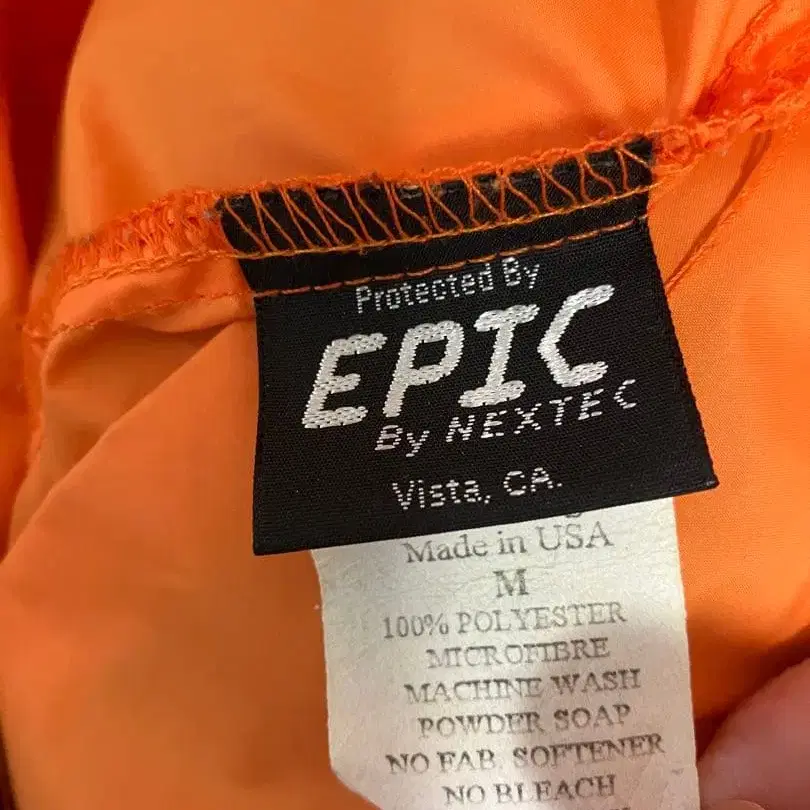 Protected By
EPIC
By NEXTEC
Vista, CA.
Made in USA
M
100% POLYESTER
MICROFIBRE
MACHINE WASH
POWDER SOAP
NO FAB. SOFTENER
NO BLEACH